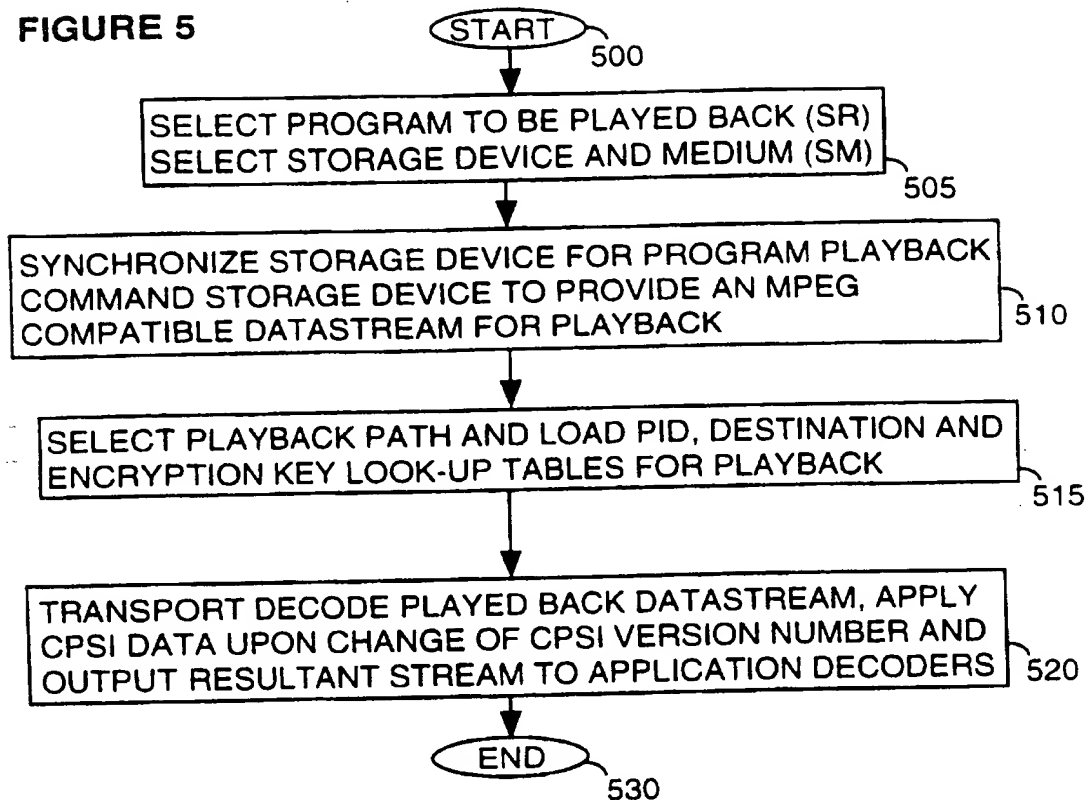 FIGURE 5
START
500
SELECT PROGRAM TO BE PLAYED BACK (SR)
SELECT STORAGE DEVICE AND MEDIUM (SM)
505
SYNCHRONIZE STORAGE DEVICE FOR PROGRAM PLAYBACK
COMMAND STORAGE DEVICE TO PROVIDE AN MPEG
COMPATIBLE DATASTREAM FOR PLAYBACK
510
SELECT PLAYBACK PATH AND LOAD PID, DESTINATION AND
ENCRYPTION KEY LOOK-UP TABLES FOR PLAYBACK
515
TRANSPORT DECODE PLAYED BACK DATASTREAM, APPLY
CPSI DATA UPON CHANGE OF CPSI VERSION NUMBER AND
OUTPUT RESULTANT STREAM TO APPLICATION DECODERS
520
END
530